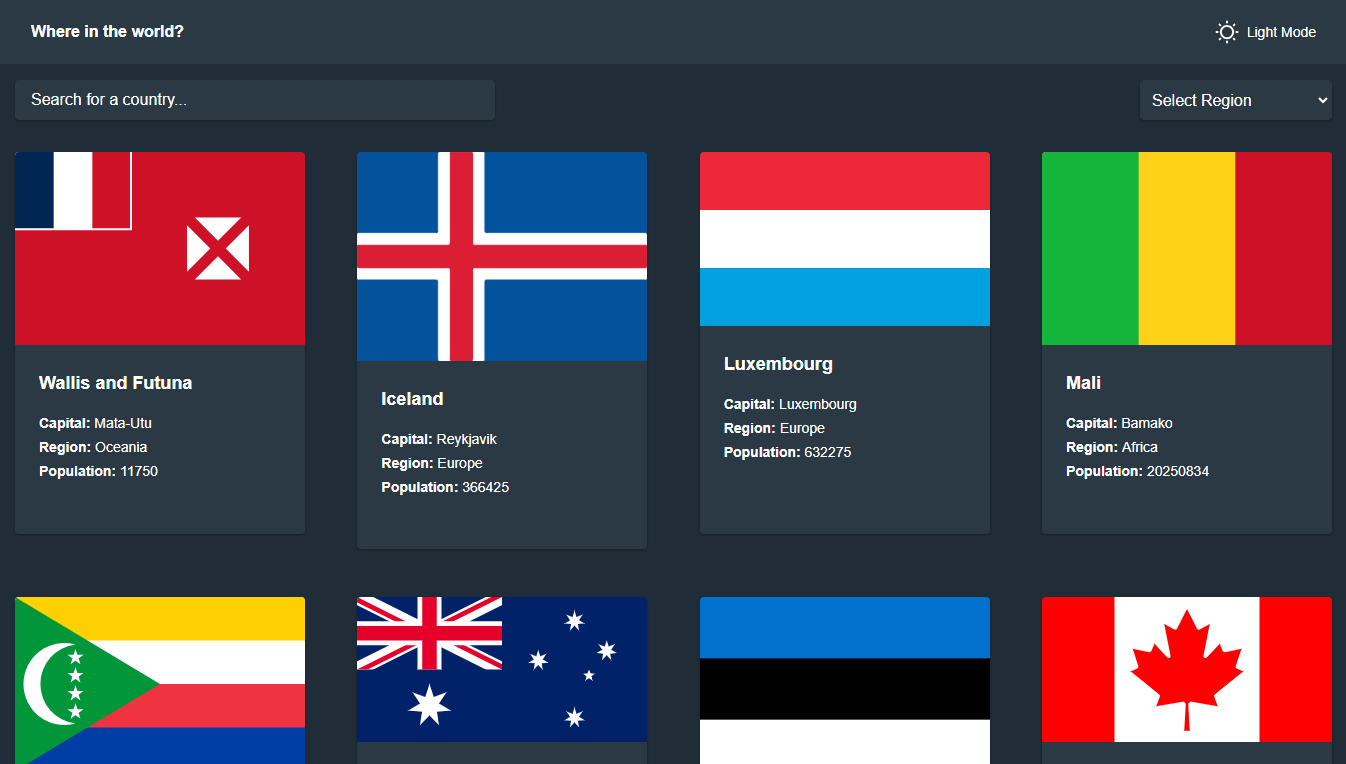 Where in the world?
Light Mode
Search for a country...
Select Region
Wallis and Futuna
Capital: Mata-Utu
Region: Oceania
Population: 11750
Iceland
Capital: Reykjavik
Region: Europe
Population: 366425
Luxembourg
Capital: Luxembourg
Region: Europe
Population: 632275
Mali
Capital: Bamako
Region: Africa
Population: 20250834